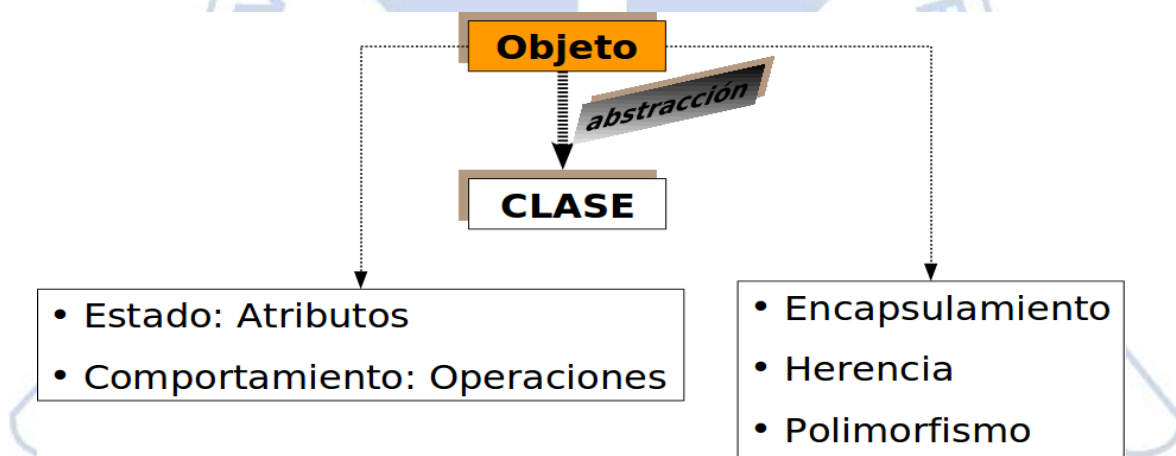 Objeto
abstracción
CLASE
• Estado: Atributos
• Comportamiento: Operaciones
• Encapsulamiento
• Herencia
• Polimorfismo